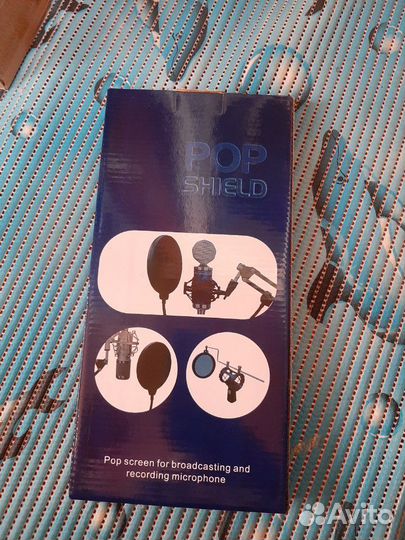 POP
SHIELD
Pop screen for broadcasting and
recording microphone
Avito